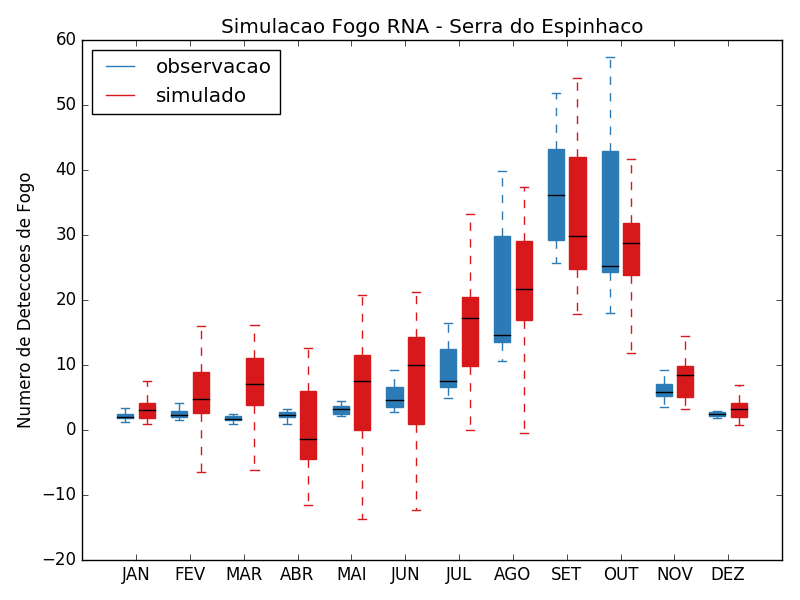 Simulacao Fogo RNA - Serra do Espinhaco
observacao
simulado
Numero de Deteccoes de Fogo
60
50
40
30
20
10
0
−10
−20
JAN FEV MAR ABR MAI JUN JUL AGO SET OUT NOV DEZ